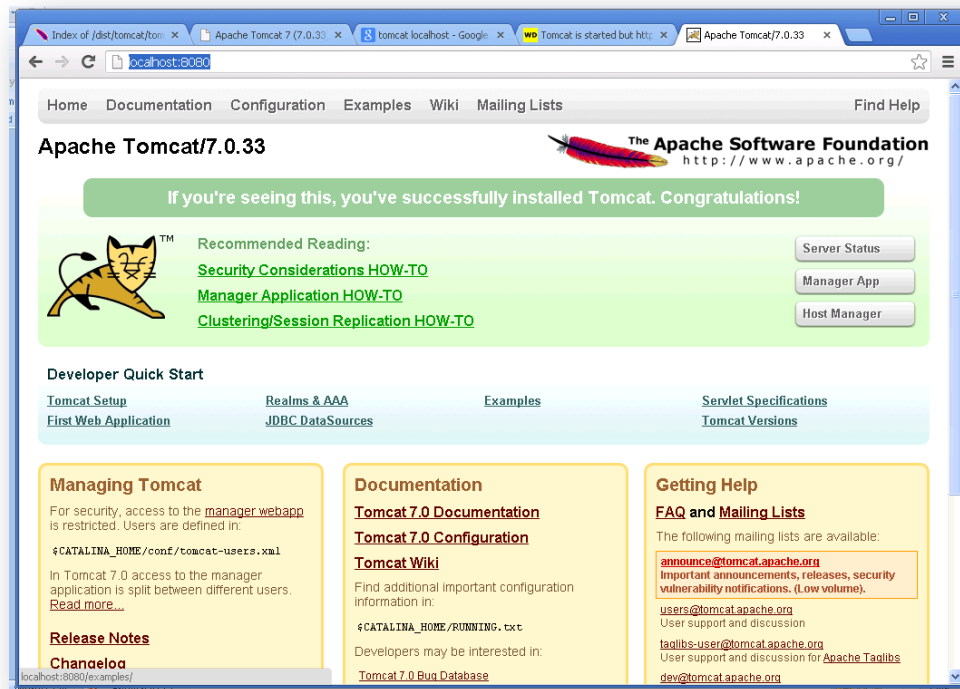 Index of /dist/tomcat/tom
Apache Tomcat 7 (7.0.33
tomcat localhost - Google
Tomcat is started but http
Apache Tomcat/7.0.33
localhost:8080
Home Documentation Configuration Examples Wiki Mailing Lists Find Help
Apache Tomcat/7.0.33
The Apache Software Foundation
http://www.apache.org/
If you're seeing this, you've successfully installed Tomcat. Congratulations!
TM
Recommended Reading:
Security Considerations HOW-TO
Manager Application HOW-TO
Clustering/Session Replication HOW-TO
Server Status
Manager App
Host Manager
Developer Quick Start
Tomcat Setup
First Web Application
Realms & AAA
JDBC DataSources
Examples
Servlet Specifications
Tomcat Versions
Managing Tomcat
For security, access to the manager webapp
is restricted. Users are defined in:
$CATALINA_HOME/conf/tomcat-users.xml
In Tomcat 7.0 access to the manager
application is split between different users.
Read more...
Release Notes
Changelog
Documentation
Tomcat 7.0 Documentation
Tomcat 7.0 Configuration
Tomcat Wiki
Find additional important configuration
information in:
$CATALINA_HOME/RUNNING.txt
Developers may be interested in:
Tomcat 7.0 Bug Database
Getting Help
FAQ and Mailing Lists
The following mailing lists are available:
announce@tomcat.apache.org
Important announcements, releases, security
vulnerability notifications. (Low volume).
users@tomcat.apache.org
User support and discussion
taglibs-user@tomcat.apache.org
User support and discussion for Apache Taglibs
dev@tomcat.apache.org
localhost:8080/examples/